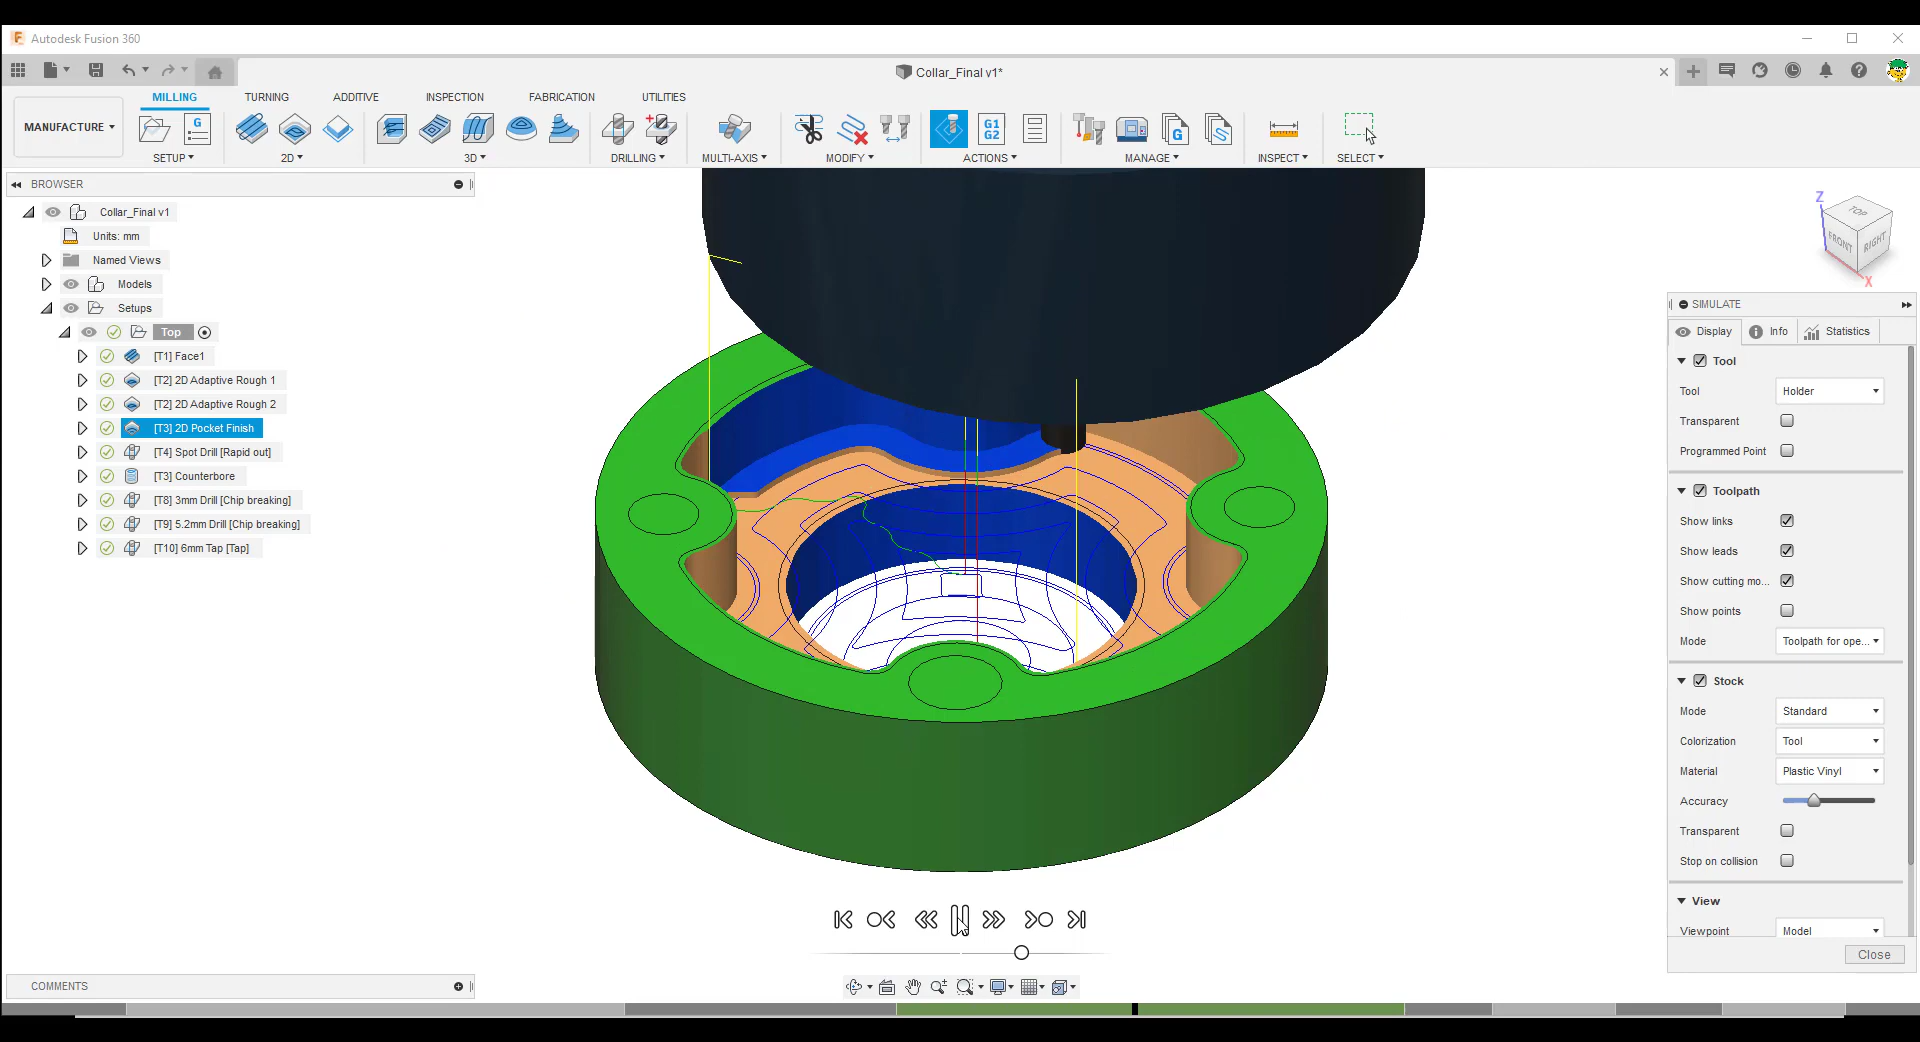 Autodesk Fusion 360
Collar_Final v1*
MILLING TURNING ADDITIVE INSPECTION FABRICATION UTILITIES
MANUFACTURE
G
G1
G2
G
SETUP 2D 3D DRILLING MULTI-AXIS MODIFY ACTIONS MANAGE INSPECT SELECT
BROWSER
Collar_Final v1
Units: mm
Named Views
Models
Setups
Top
[T1] Face1
[T2] 2D Adaptive Rough 1
[T2] 2D Adaptive Rough 2
[T3] 2D Pocket Finish
[T4] Spot Drill [Rapid out]
[T3] Counterbore
[T8] 3mm Drill [Chip breaking]
[T9] 5.2mm Drill [Chip breaking]
[T10] 6mm Tap [Tap]
Z
TOP
FRONT RIGHT
X
SIMULATE
Display Info Statistics
Tool
Tool Holder
Transparent
Programmed Point
Toolpath
Show links
Show leads
Show cutting mo...
Show points
Mode Toolpath for ope...
Stock
Mode Standard
Colorization Tool
Material Plastic Vinyl
Accuracy
Transparent
Stop on collision
View
Viewpoint Model
Close
COMMENTS